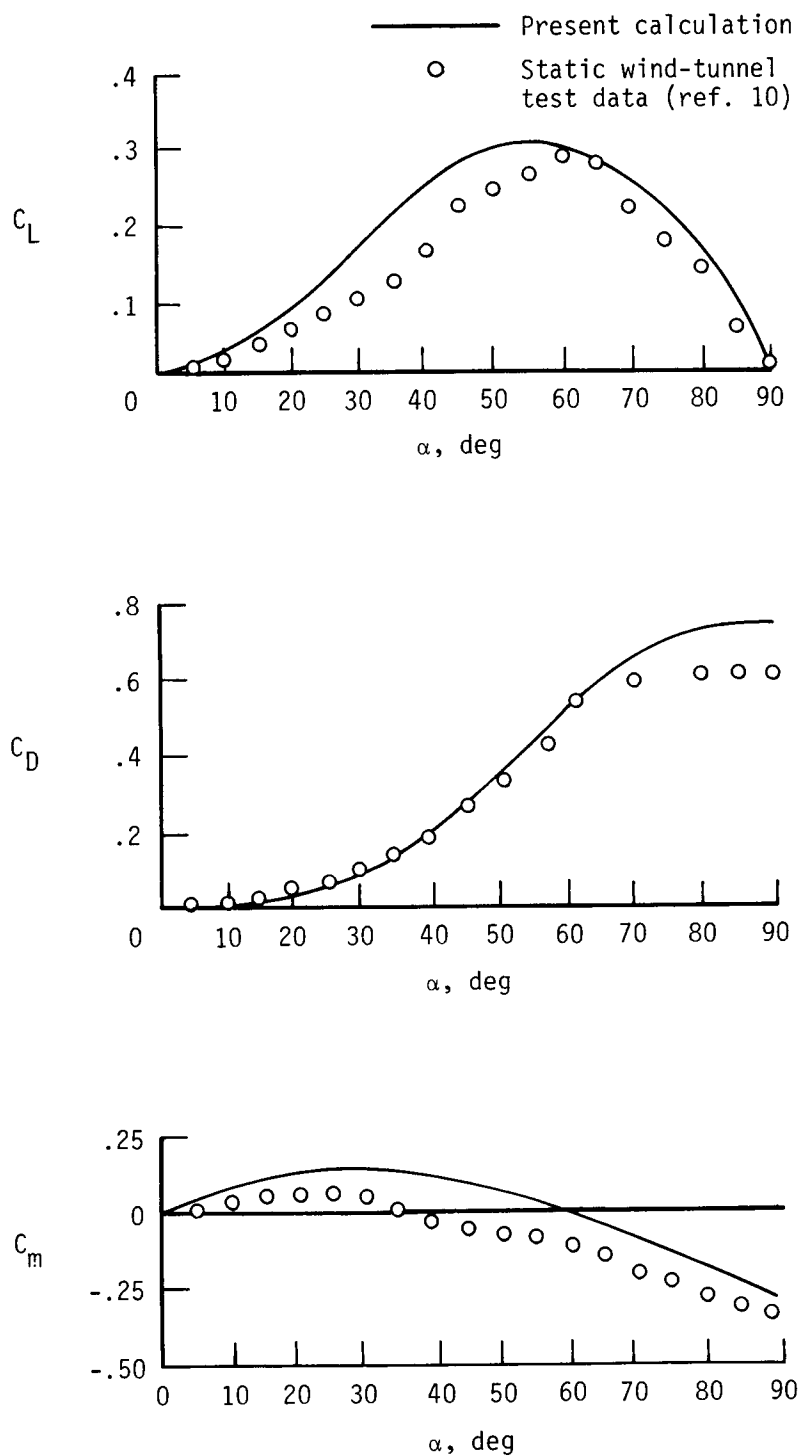 Present calculation
Static wind-tunnel
test data (ref. 10)
.4
.3
.2
.1
C_L
0 10 20 30 40 50 60 70 80 90
α, deg
.8
.6
.4
.2
C_D
0 10 20 30 40 50 60 70 80 90
α, deg
.25
0
-.25
-.50
C_m
0 10 20 30 40 50 60 70 80 90
α, deg